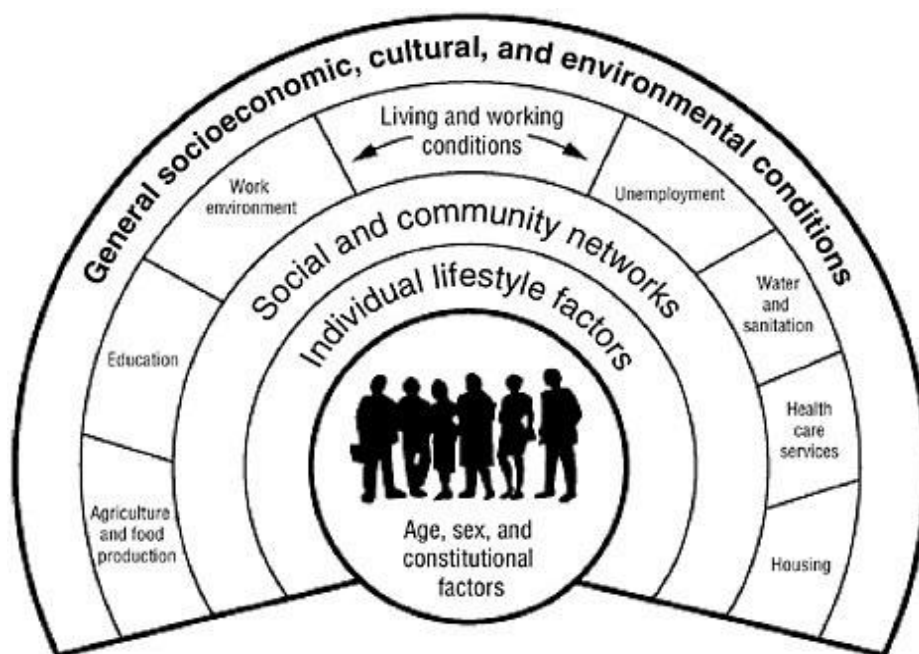 General socioeconomic, cultural, and environmental conditions
Living and working
conditions
Work
environment
Unemployment
Social and community networks
Individual lifestyle factors
Education
Water
and
sanitation
Health
care
services
Agriculture
and food
production
Housing
Age, sex, and
constitutional
factors